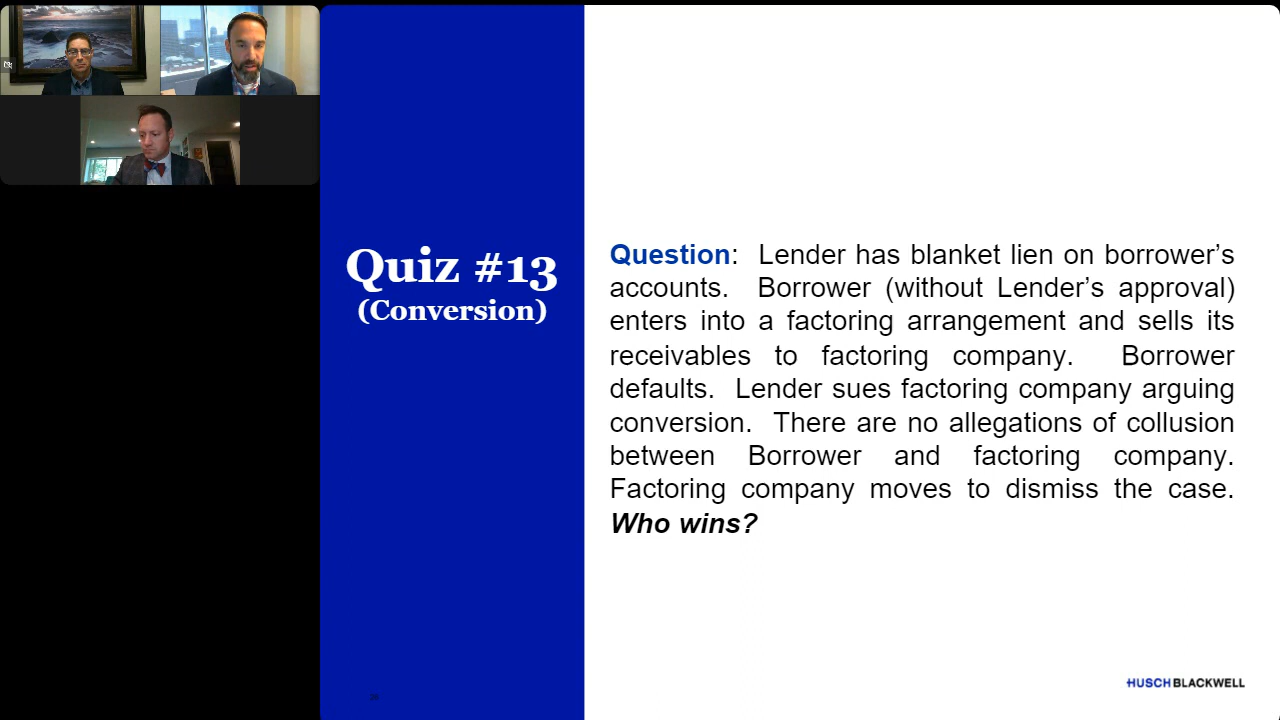 Quiz #13
(Conversion)
Question: Lender has blanket lien on borrower's
accounts. Borrower (without Lender's approval)
enters into a factoring arrangement and sells its
receivables to factoring company. Borrower
defaults. Lender sues factoring company arguing
conversion. There are no allegations of collusion
between Borrower and factoring company.
Factoring company moves to dismiss the case.
Who wins?
HUSCH BLACKWELL